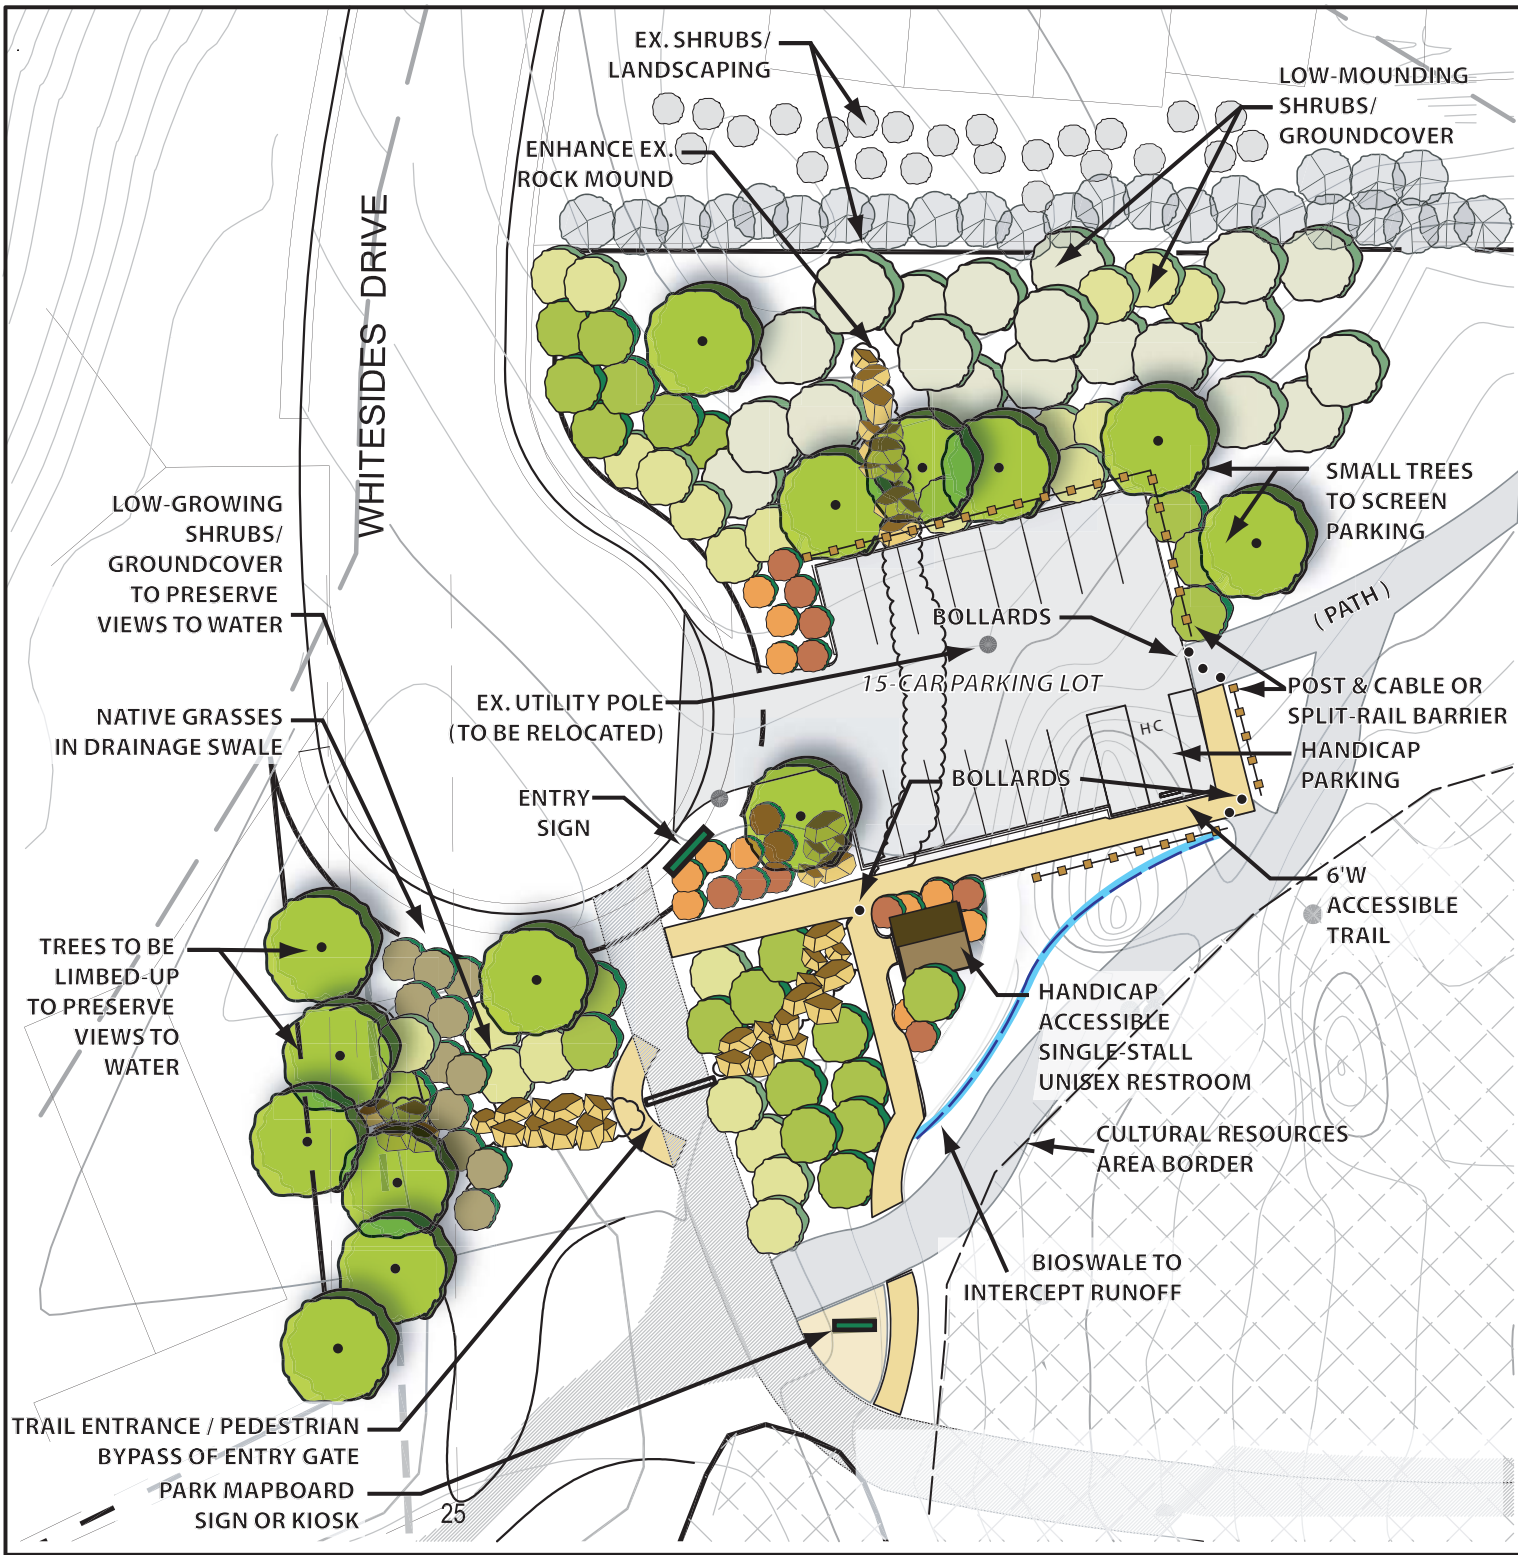 EX. SHRUBS/
LANDSCAPING
LOW-MOUNDING
SHRUBS/
GROUNDCOVER
ENHANCE EX.
ROCK MOUND
WHITESIDES DRIVE
SMALL TREES
TO SCREEN
PARKING
LOW-GROWING
SHRUBS/
GROUNDCOVER
TO PRESERVE
VIEWS TO WATER
(PATH)
BOLLARDS
15-CAR PARKING LOT
EX. UTILITY POLE
(TO BE RELOCATED)
POST & CABLE OR
SPLIT-RAIL BARRIER
NATIVE GRASSES
IN DRAINAGE SWALE
HC
HANDICAP
PARKING
BOLLARDS
ENTRY
SIGN
6'W
ACCESSIBLE
TRAIL
TREES TO BE
LIMBED-UP
TO PRESERVE
VIEWS TO
WATER
HANDICAP
ACCESSIBLE
SINGLE-STALL
UNISEX RESTROOM
CULTURAL RESOURCES
AREA BORDER
BIOSWALE TO
INTERCEPT RUNOFF
TRAIL ENTRANCE / PEDESTRIAN
BYPASS OF ENTRY GATE
PARK MAPBOARD
SIGN OR KIOSK
25